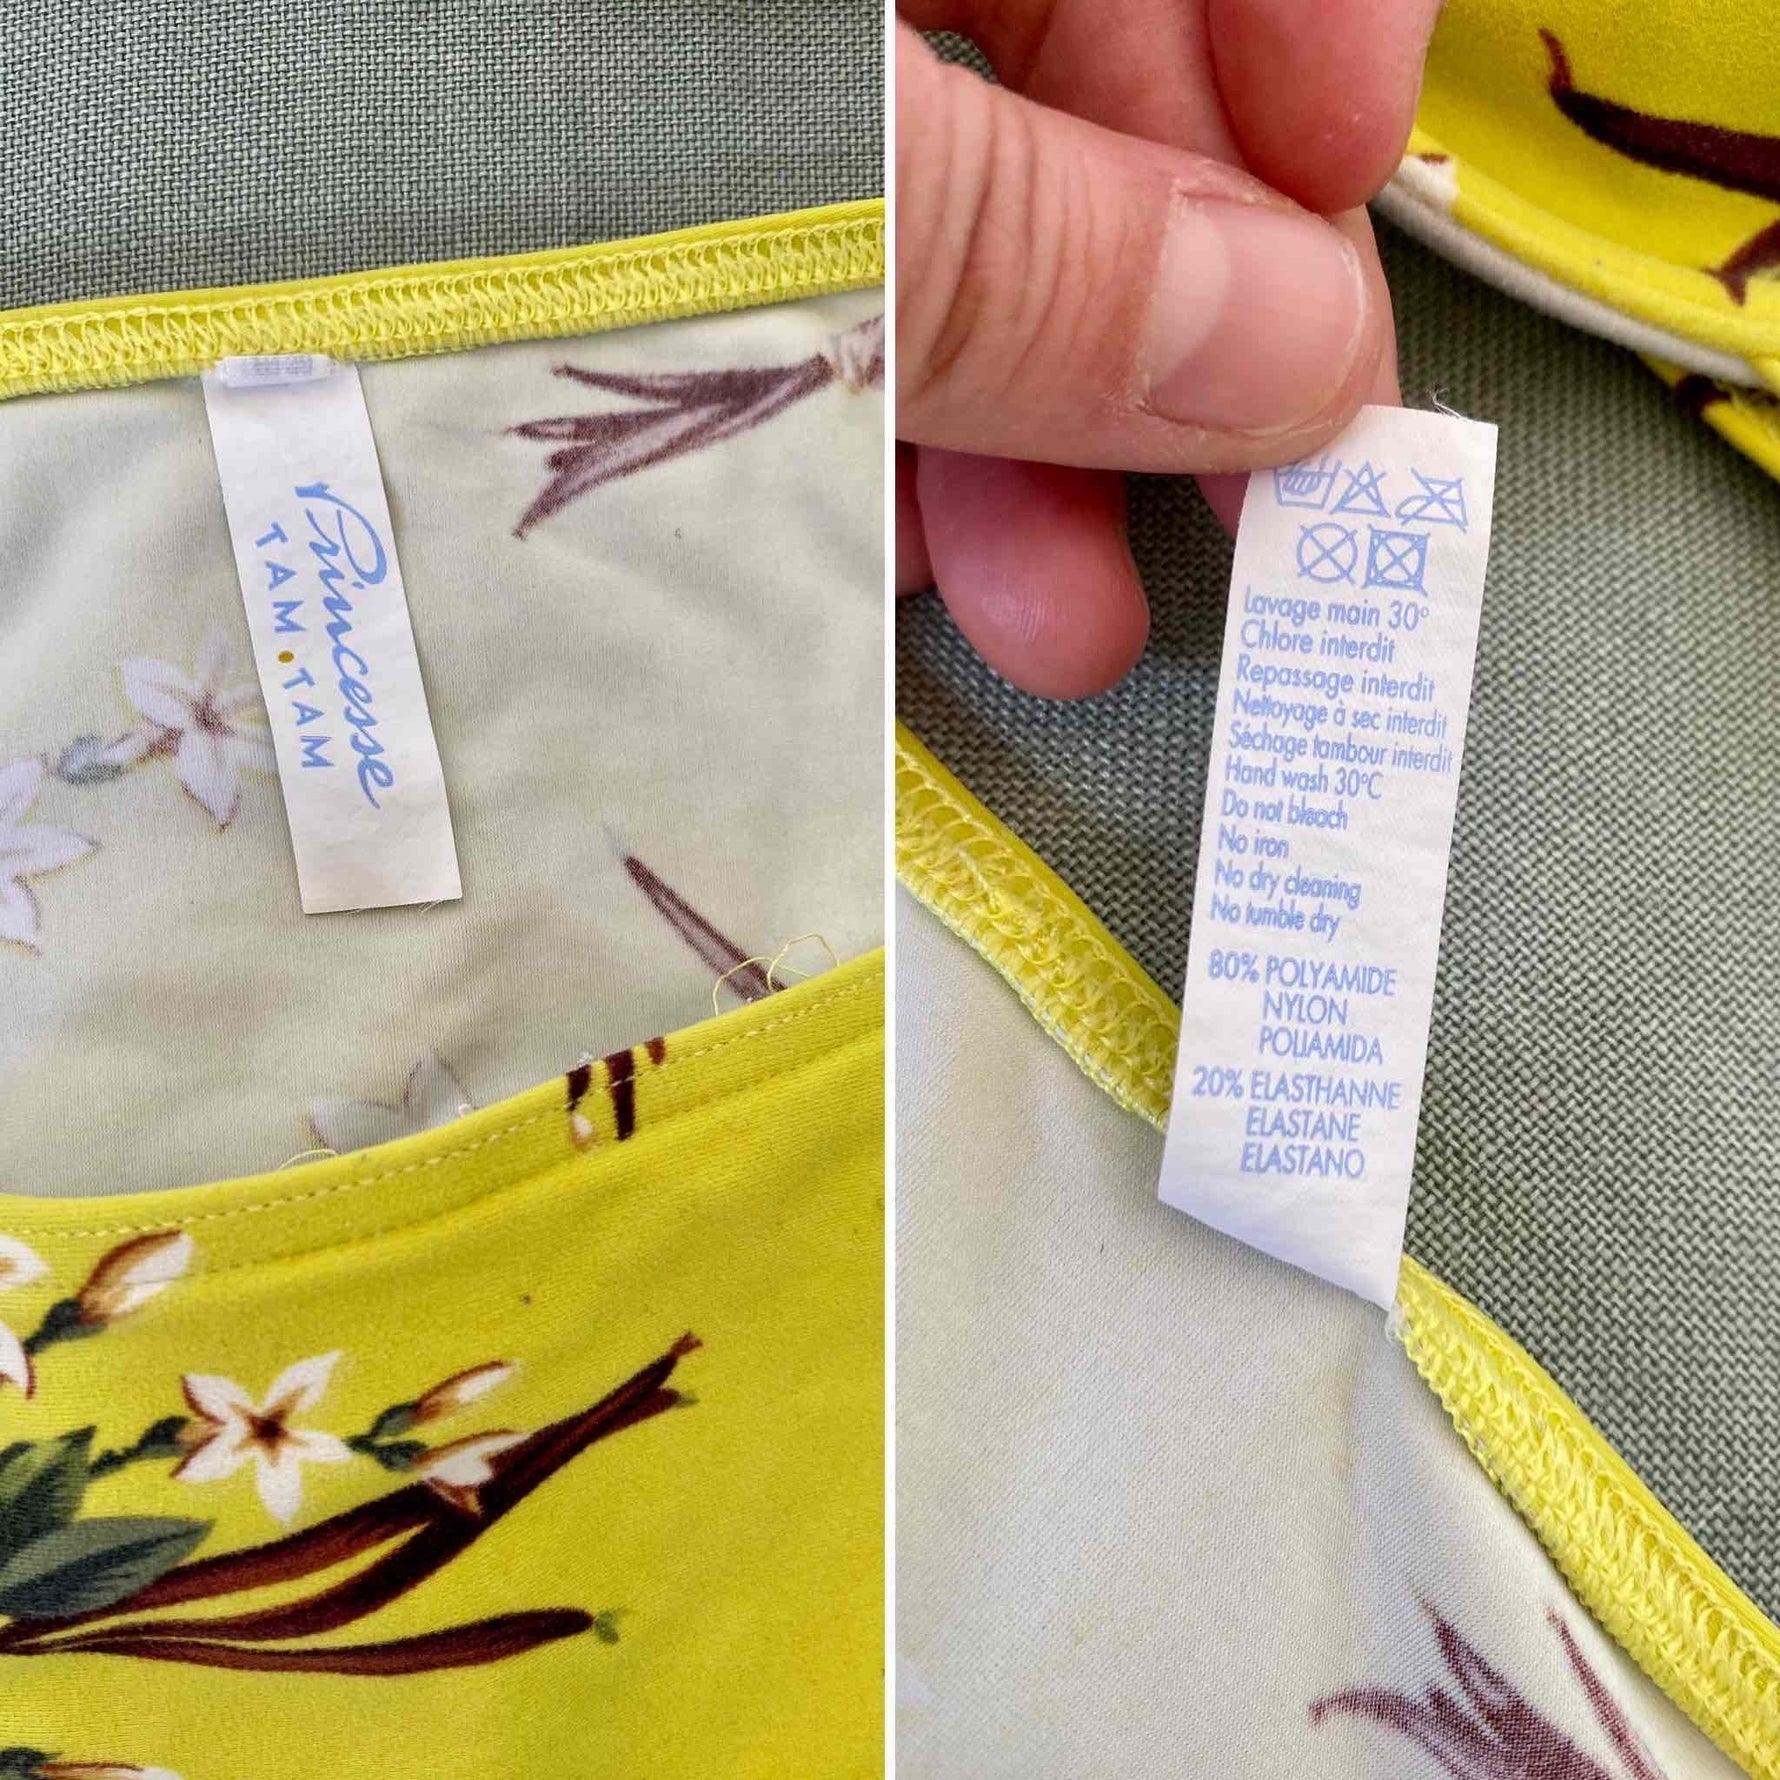 Princesse
TAM•TAM
Lavage main 30°
Chlore interdit
Repassage interdit
Nettoyage à sec interdit
Séchage tambour interdit
Hand wash 30°C
Do not bleach
No iron
No dry cleaning
No tumble dry
80% POLYAMIDE
NYLON
POLIAMIDA
20% ELASTHANNE
ELASTANE
ELASTANO